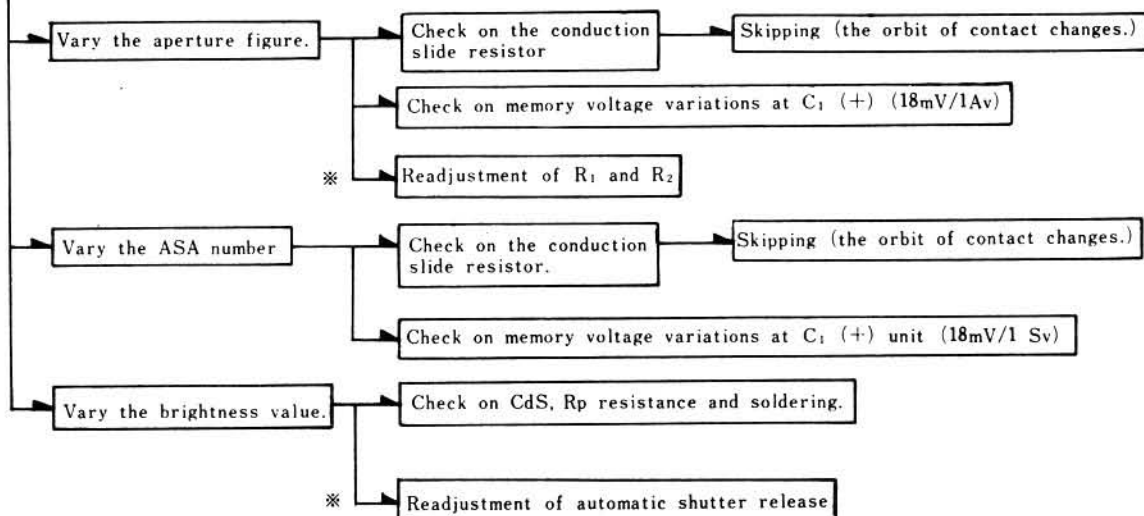 Vary the aperture figure.
Check on the conduction
slide resistor
Skipping (the orbit of contact changes.)
Check on memory voltage variations at C₁ (+) (18mV/1Av)
※
Readjustment of R₁ and R₂
Vary the ASA number
Check on the conduction
slide resistor.
Skipping (the orbit of contact changes.)
Check on memory voltage variations at C₁ (+) unit (18mV/1 Sv)
Vary the brightness value.
Check on CdS, Rp resistance and soldering.
※
Readjustment of automatic shutter release